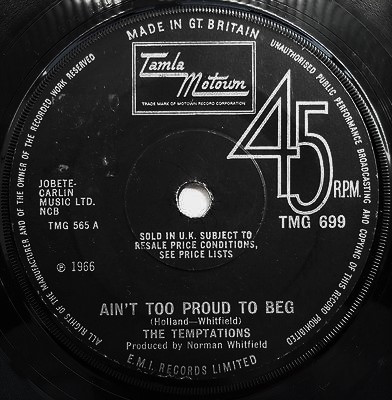 MADE IN GT. BRITAIN
Tamla
Motown
TRADE MARK OF MOTOWN RECORD CORPORATION
45
R.P.M.
TMG 699
JOBETE-
CARLIN
MUSIC LTD.
NCB
TMG 565 A
SOLD IN U.K. SUBJECT TO
RESALE PRICE CONDITIONS,
SEE PRICE LISTS
℗ 1966
AIN'T TOO PROUD TO BEG
(Holland—Whitfield)
THE TEMPTATIONS
Produced by Norman Whitfield
E.M.I. RECORDS LIMITED
ALL RIGHTS OF THE MANUFACTURER AND OF THE OWNER OF THE RECORDED WORK RESERVED
UNAUTHORISED PUBLIC PERFORMANCE BROADCASTING AND COPYING OF THIS RECORD PROHIBITED